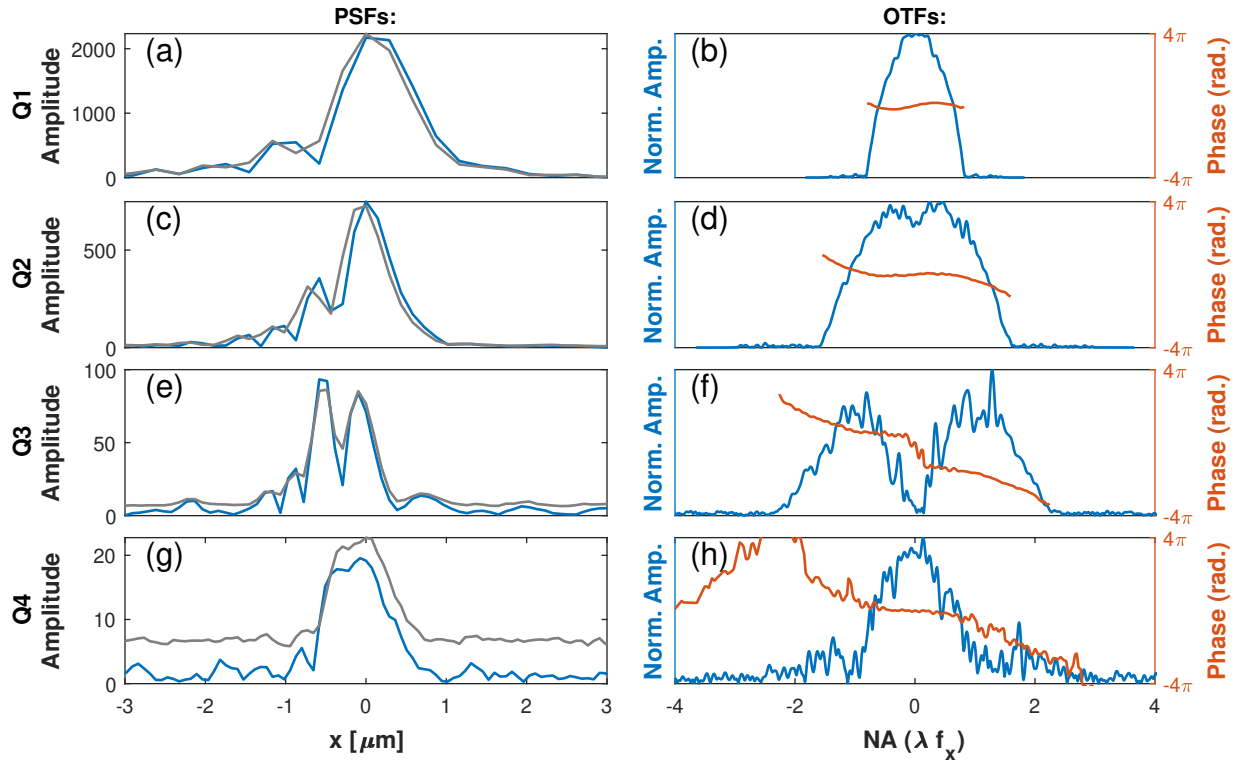 PSFs: OTFs:
(a) (b)
Q1
Amplitude
2000
1000
0
Norm. Amp.
4π
-4π
Phase (rad.)
(c) (d)
Q2
Amplitude
500
0
Norm. Amp.
4π
-4π
Phase (rad.)
(e) (f)
Q3
Amplitude
100
50
0
Norm. Amp.
4π
-4π
Phase (rad.)
(g) (h)
Q4
Amplitude
20
10
0
Norm. Amp.
4π
-4π
Phase (rad.)
-3 -2 -1 0 1 2 3
-4 -2 0 2 4
x [ μm]
NA (λ fx)